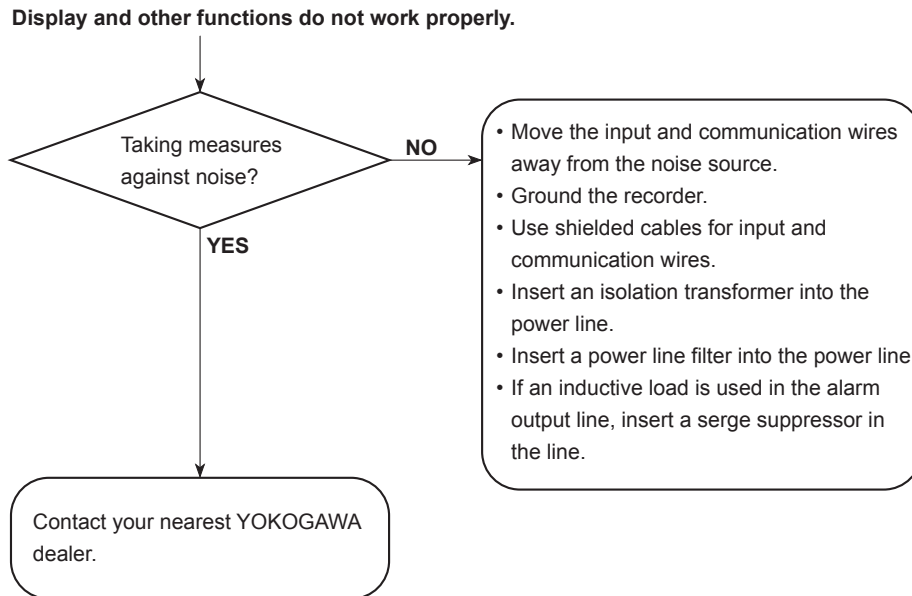 Display and other functions do not work properly.
Taking measures
against noise?
NO
YES
• Move the input and communication wires
away from the noise source.
• Ground the recorder.
• Use shielded cables for input and
communication wires.
• Insert an isolation transformer into the
power line.
• Insert a power line filter into the power line
• If an inductive load is used in the alarm
output line, insert a serge suppressor in
the line.
Contact your nearest YOKOGAWA
dealer.